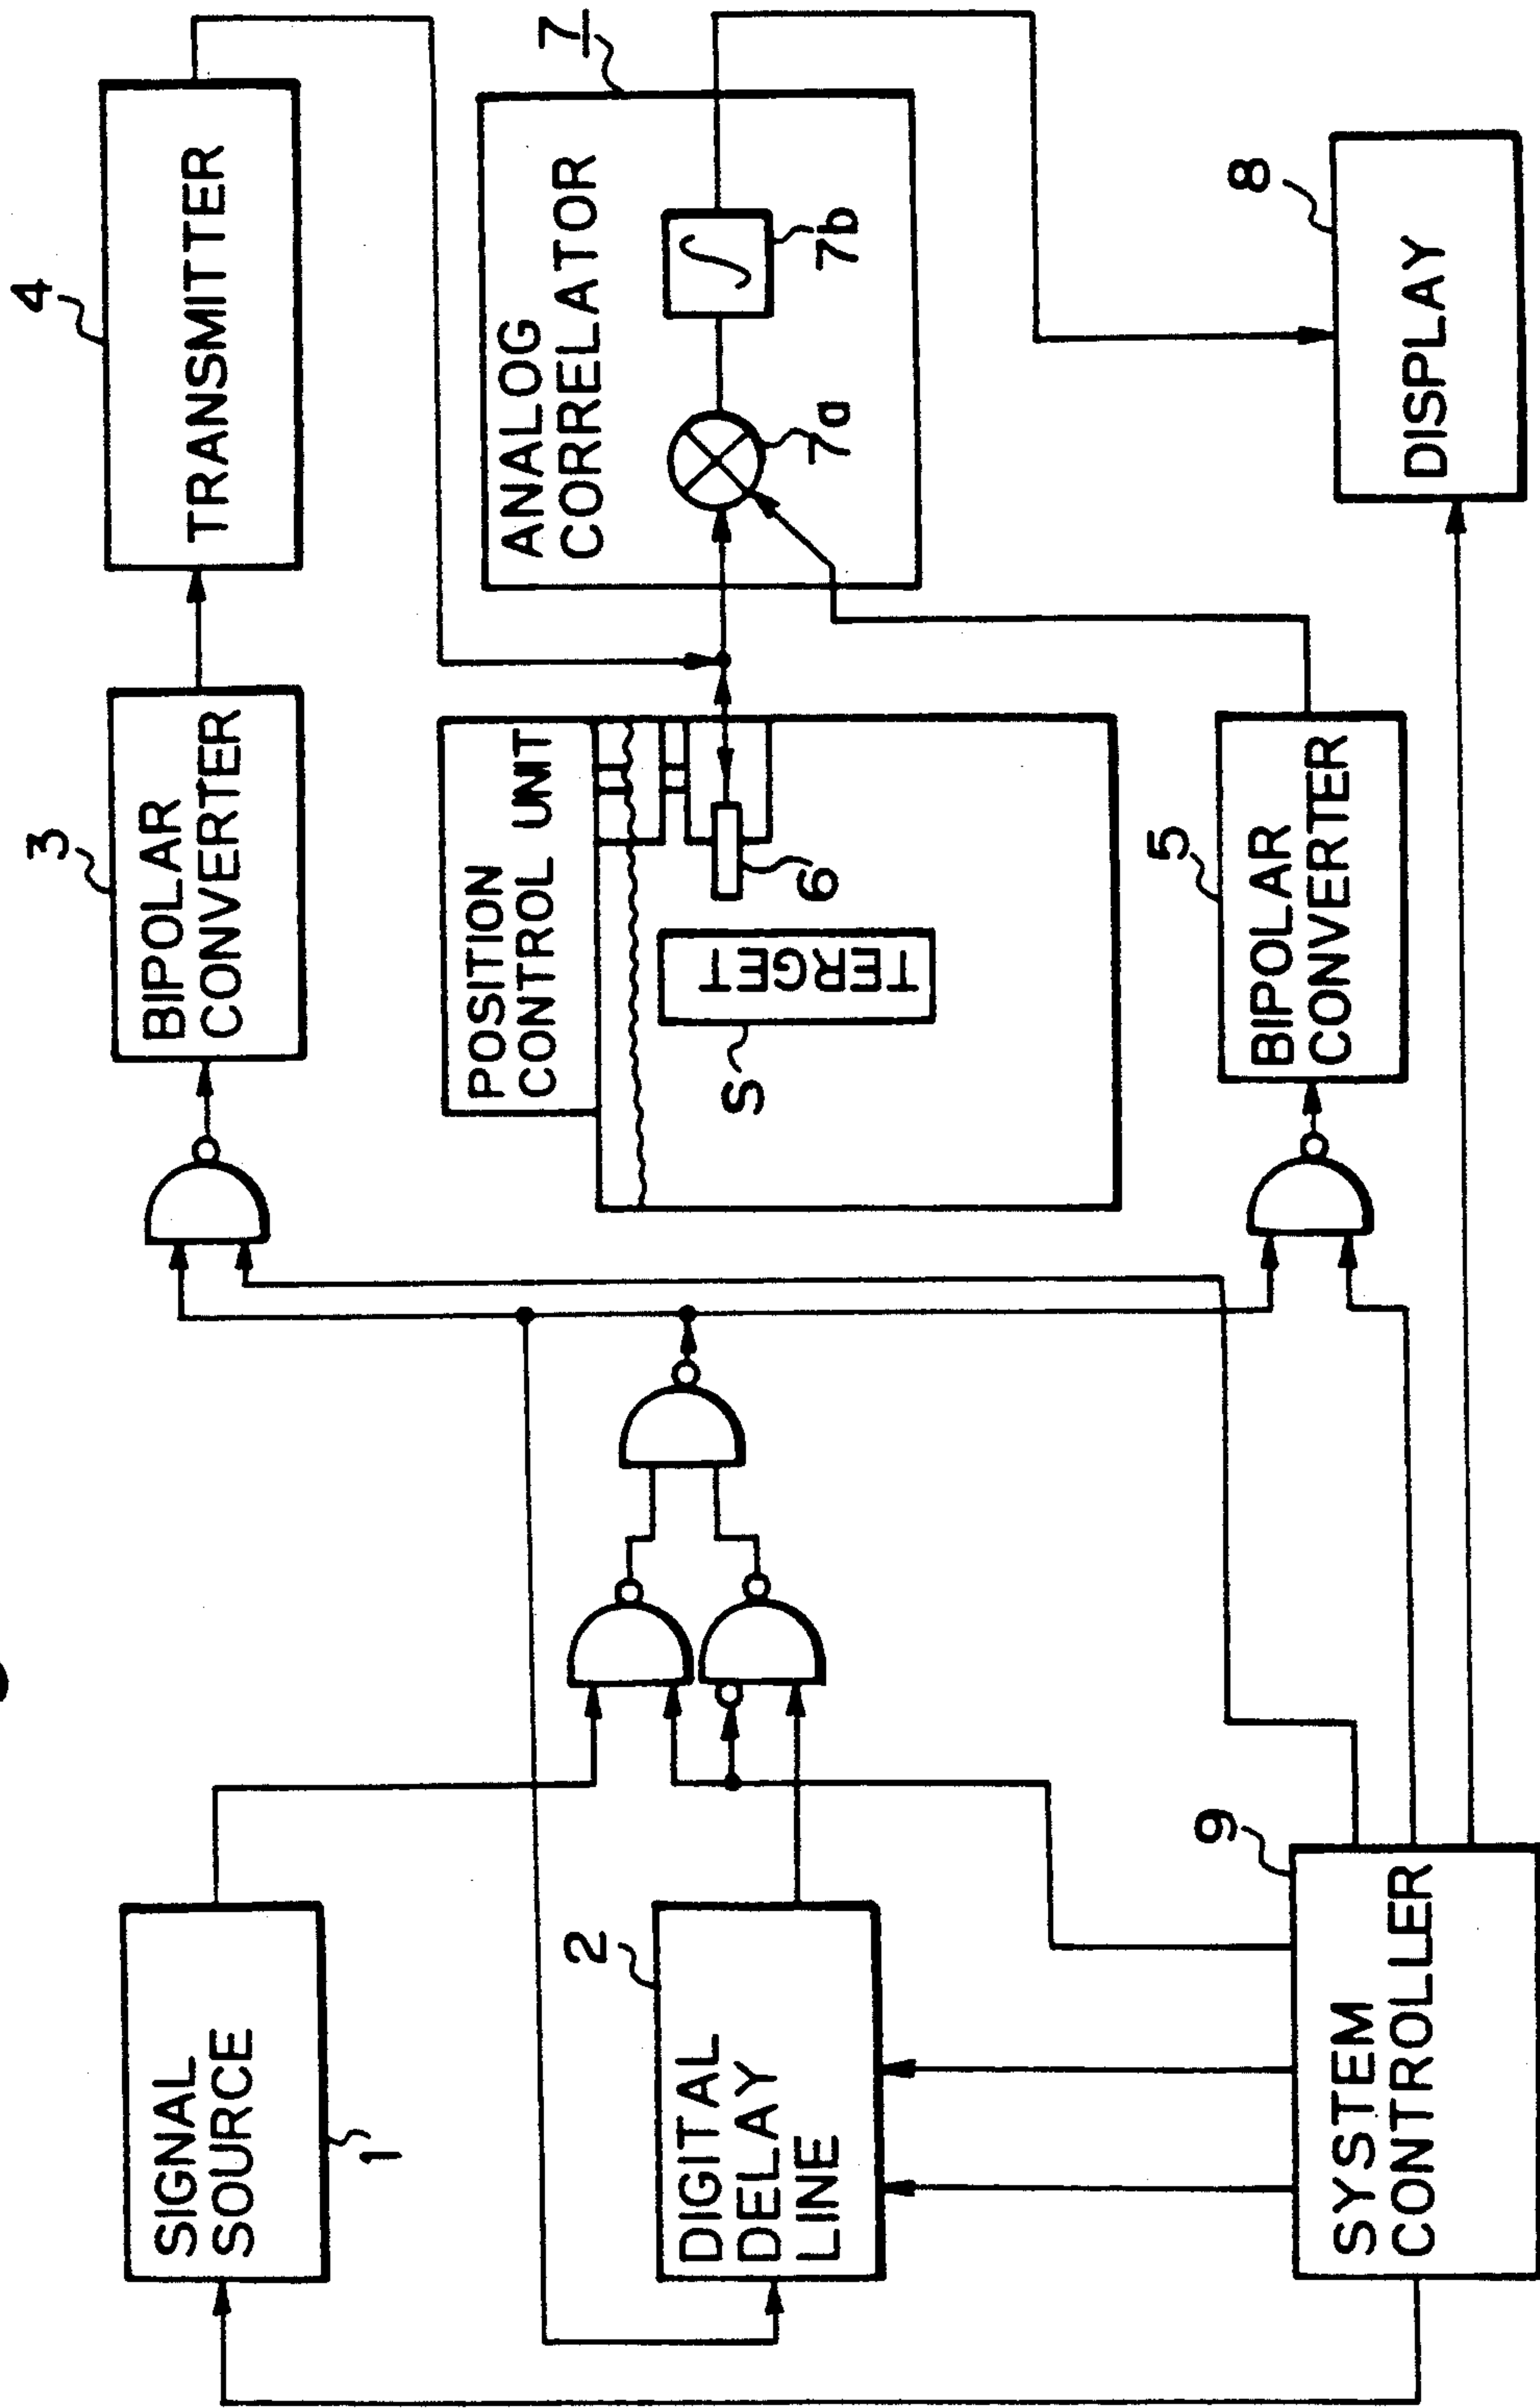 4
TRANSMITTER
3
BIPOLAR
CONVERTER
7
ANALOG
CORRELATOR
7a
7b
POSITION
CONTROL UNIT
6
TERGET
S
8
DISPLAY
5
BIPOLAR
CONVERTER
SIGNAL
SOURCE
1
2
DIGITAL
DELAY
LINE
9
SYSTEM
CONTROLLER